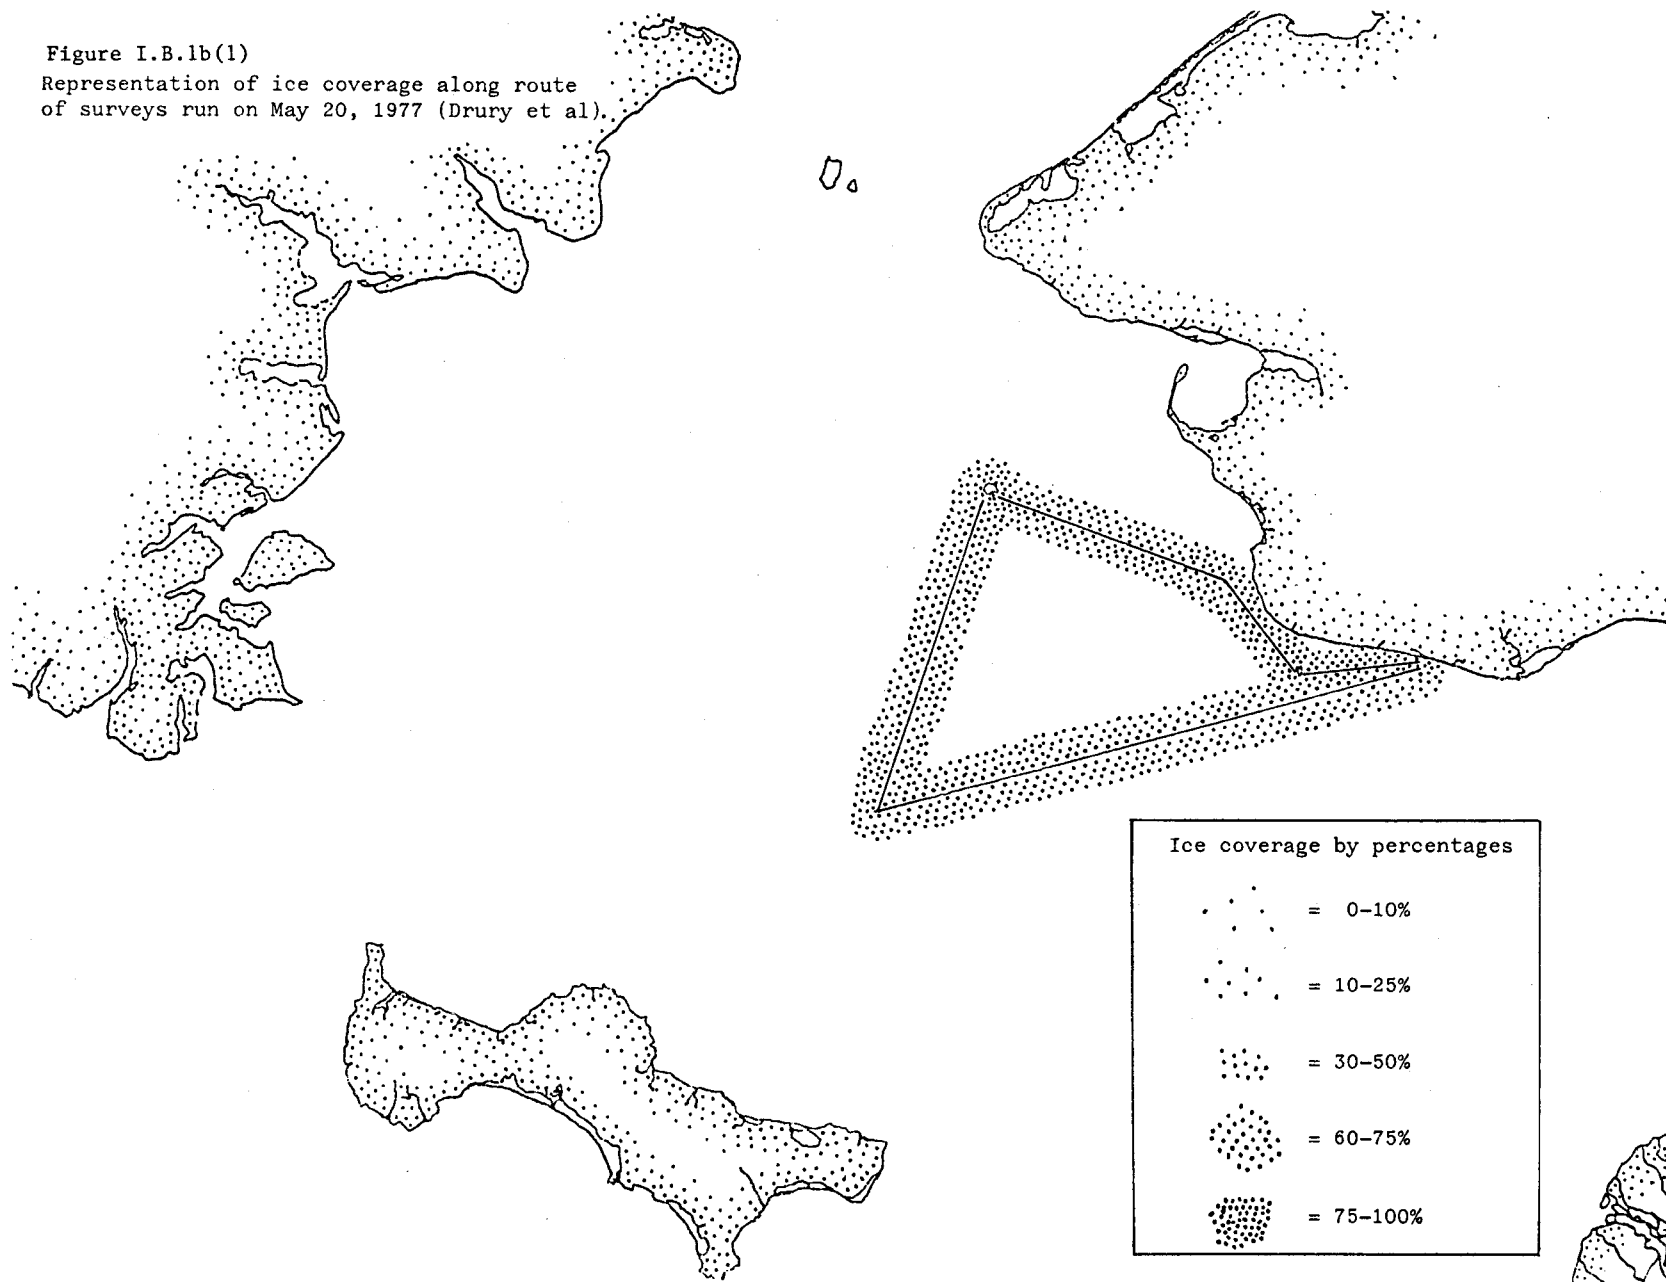 Figure I.B.1b(1)
Representation of ice coverage along route
of surveys run on May 20, 1977 (Drury et al).
Ice coverage by percentages
= 0-10%
= 10-25%
= 30-50%
= 60-75%
= 75-100%